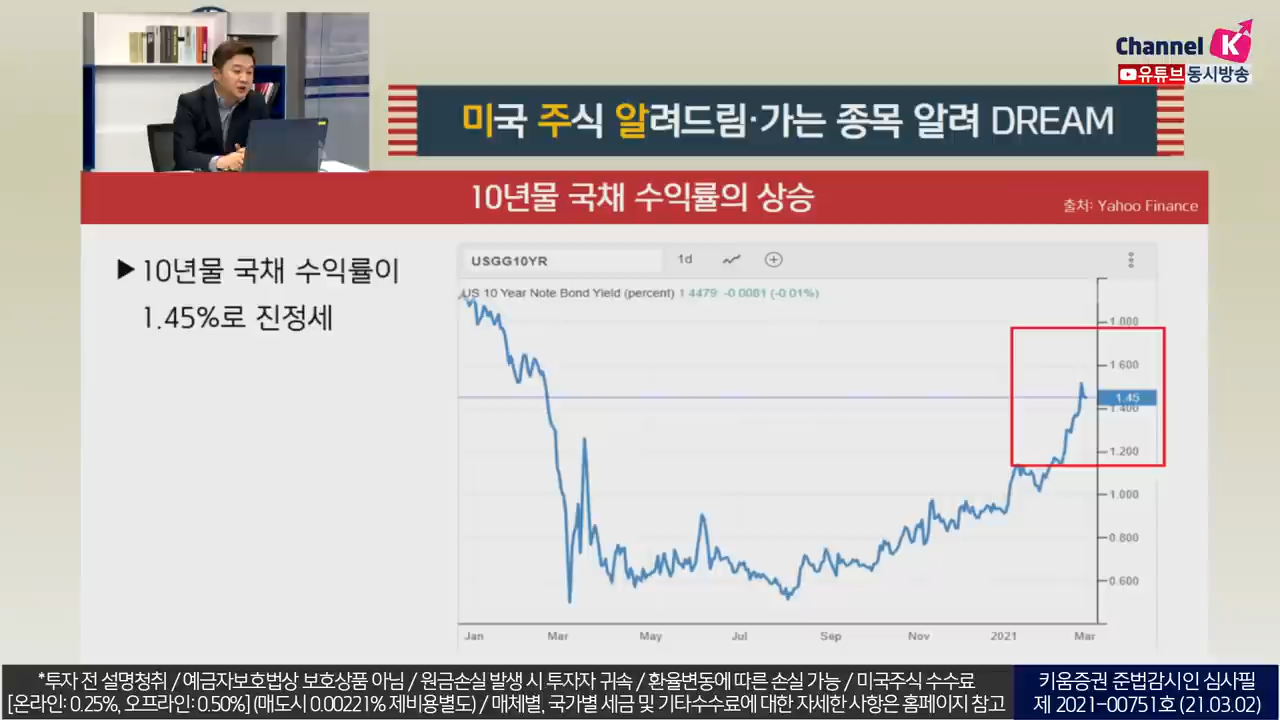 Channel K
유튜브동시방송
미국 주식 알려드림·가는 종목 알려 DREAM
10년물 국채 수익률의 상승
출처: Yahoo Finance
▶10년물 국채 수익률이
1.45%로 진정세
USGG10YR 1d
US 10 Year Note Bond Yield (percent) 1.4479 -0.0081 (-0.01%)
1.600
1.45
1.400
1.200
1.000
0.800
0.600
Jan Mar May Jul Sep Nov 2021 Mar
*투자 전 설명청취 / 예금자보호법상 보호상품 아님 / 원금손실 발생 시 투자자 귀속 / 환율변동에 따른 손실 가능 / 미국주식 수수료
[온라인: 0.25%, 오프라인: 0.50%] (매도시 0.00221% 제비용별도) / 매체별, 국가별 세금 및 기타수수료에 대한 자세한 사항은 홈페이지 참고
키움증권 준법감시인 심사필
제 2021-00751호 (21.03.02)